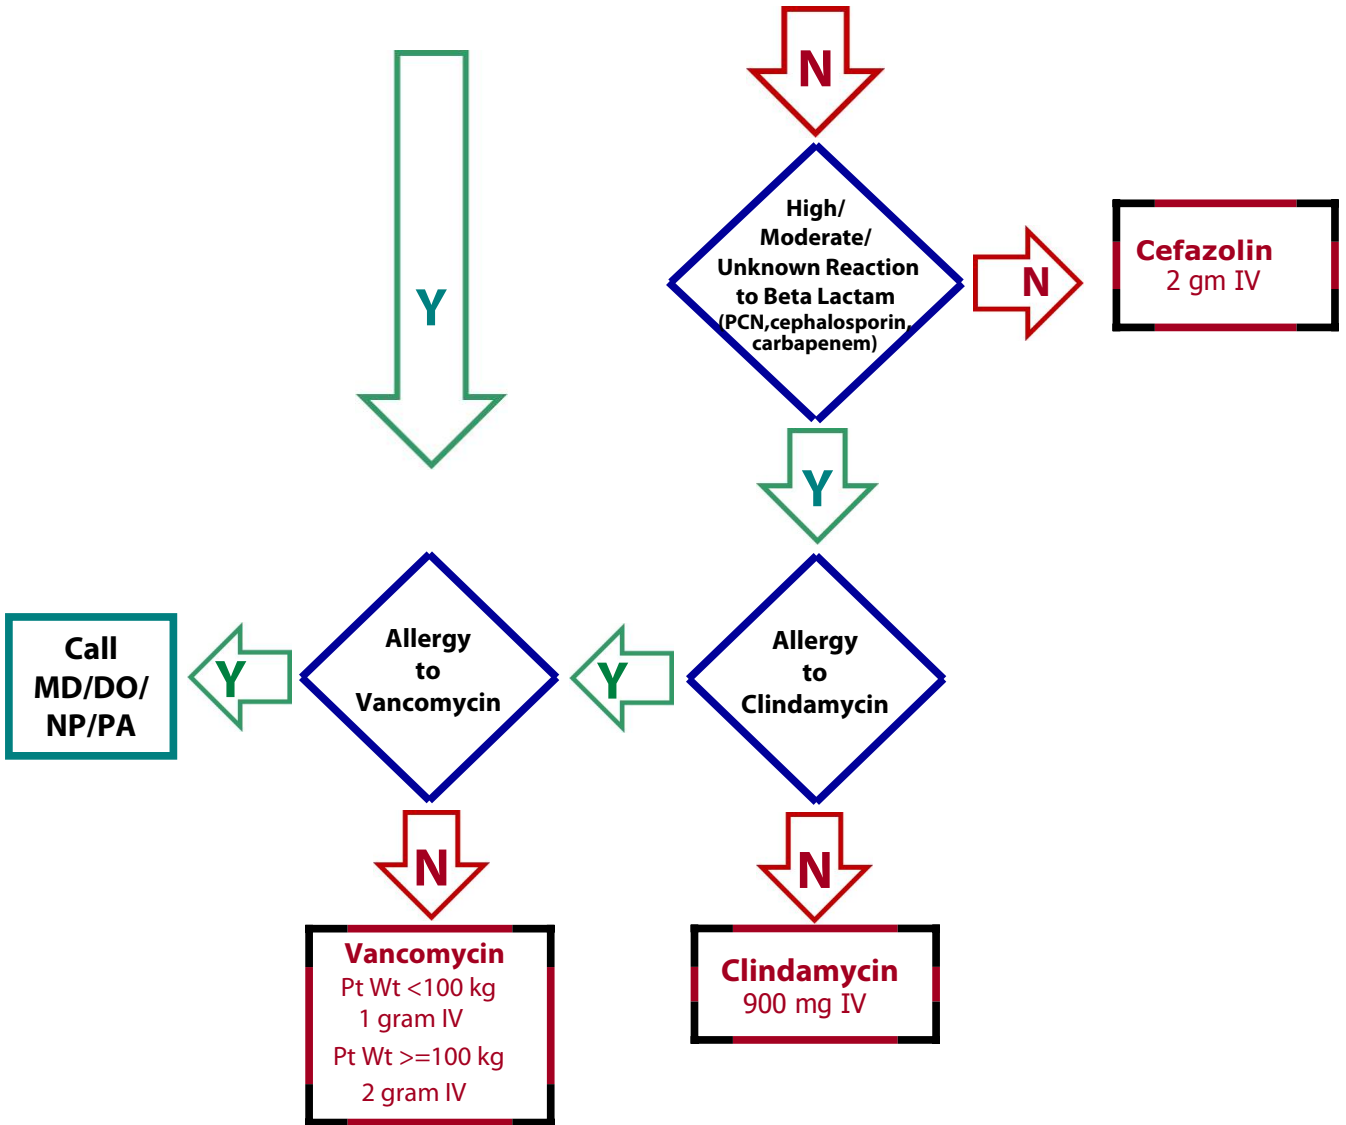 N
Y
High/
Moderate/
Unknown Reaction
to Beta Lactam
(PCN,cephalosporin,
carbapenem)
N
Cefazolin
2 gm IV
Y
Call
MD/DO/
NP/PA
Y
Allergy
to
Vancomycin
Y
Allergy
to
Clindamycin
N
N
Vancomycin
Pt Wt <100 kg
1 gram IV
Pt Wt >=100 kg
2 gram IV
Clindamycin
900 mg IV